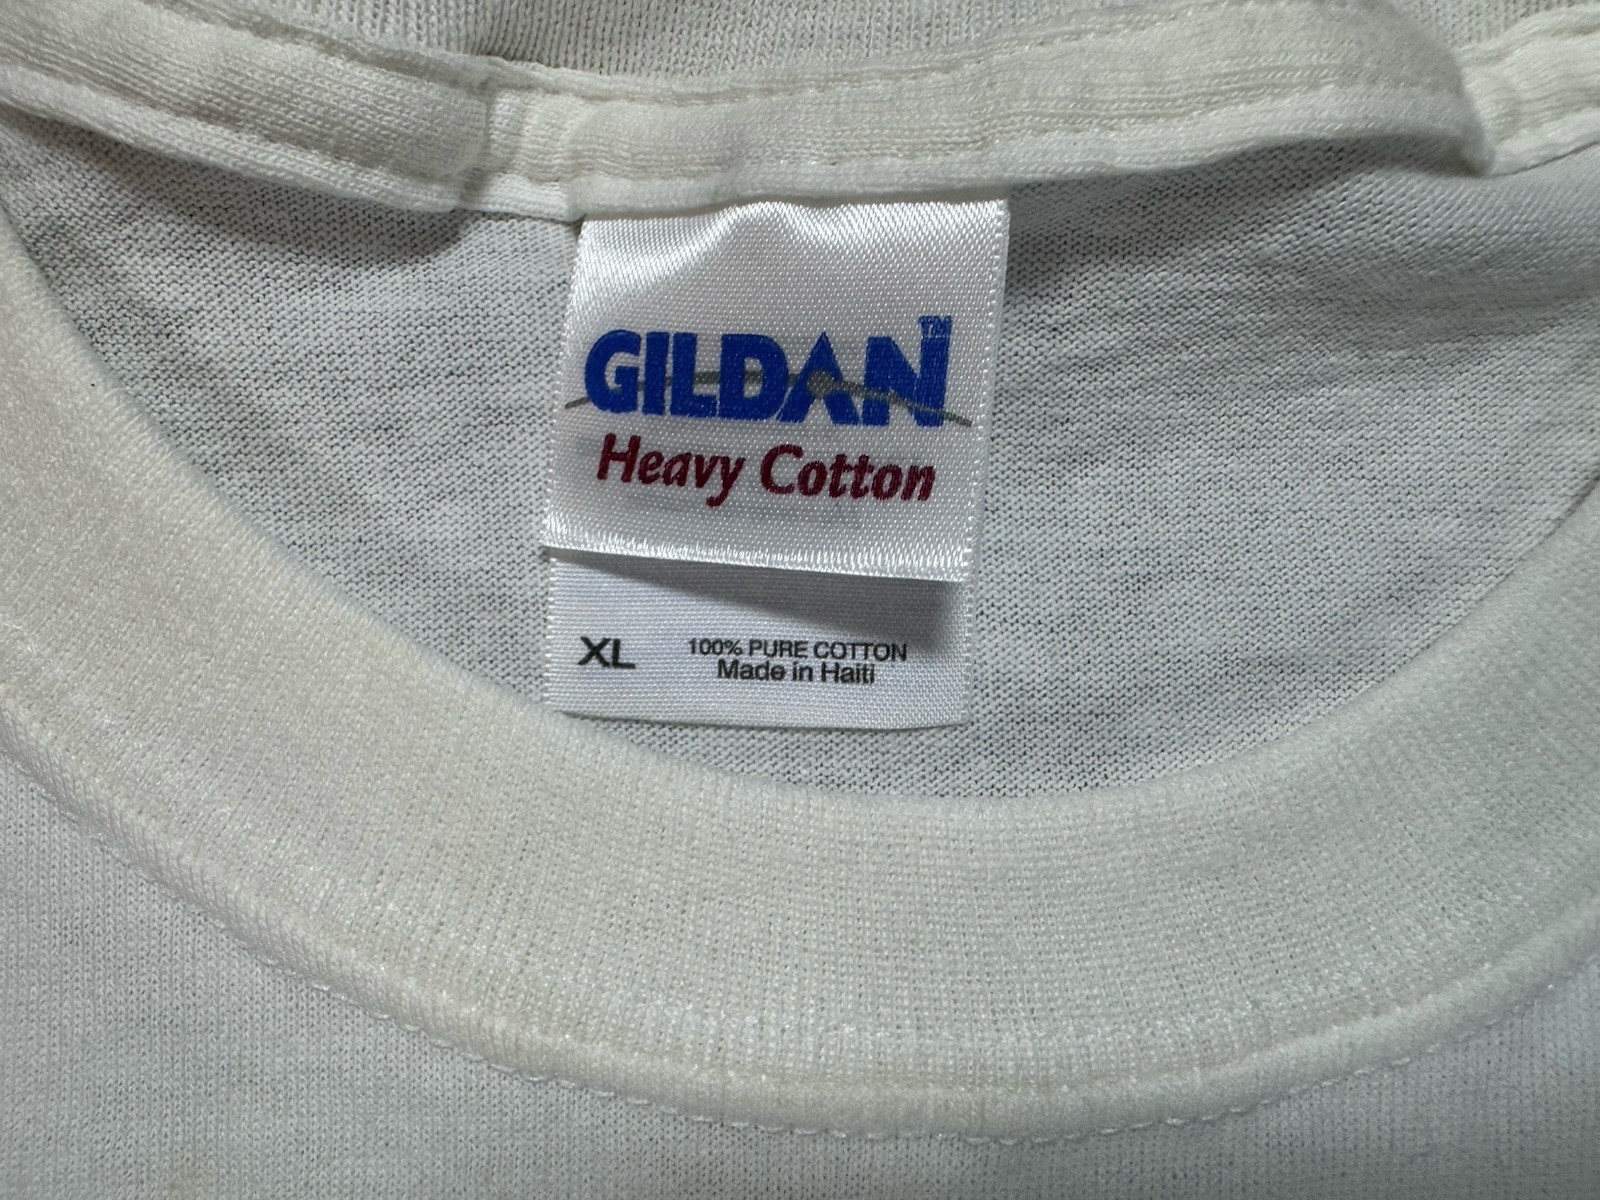 GILDAN™
Heavy Cotton
XL
100% PURE COTTON
Made in Haiti